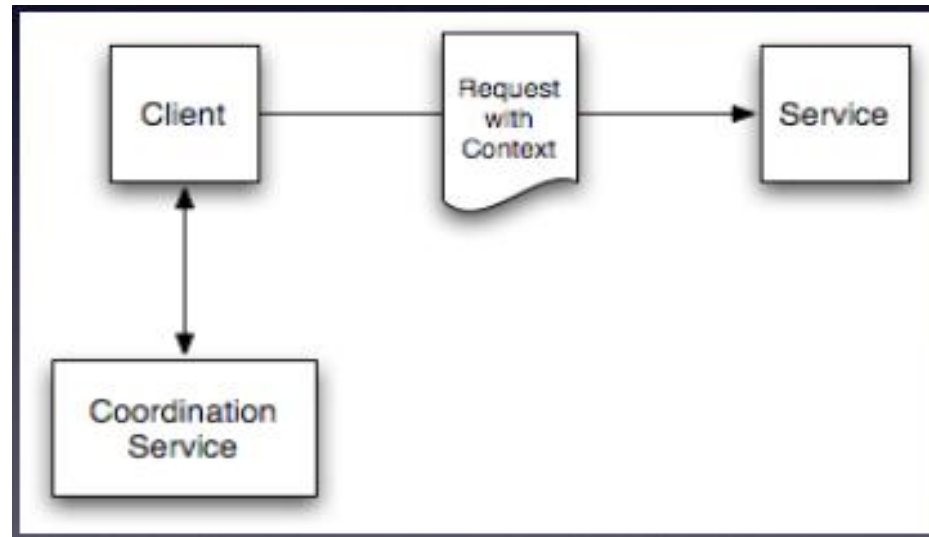 Client
Request
with
Context
Service
Coordination
Service